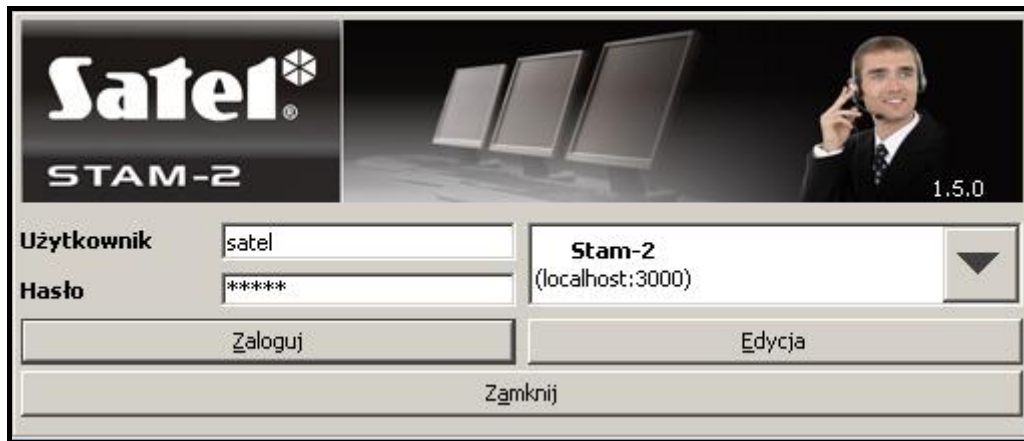 Satel®
STAM-2
1.5.0
Użytkownik
satel
Stam-2
(localhost:3000)
Hasło
*****
Zaloguj
Edycja
Zamknij